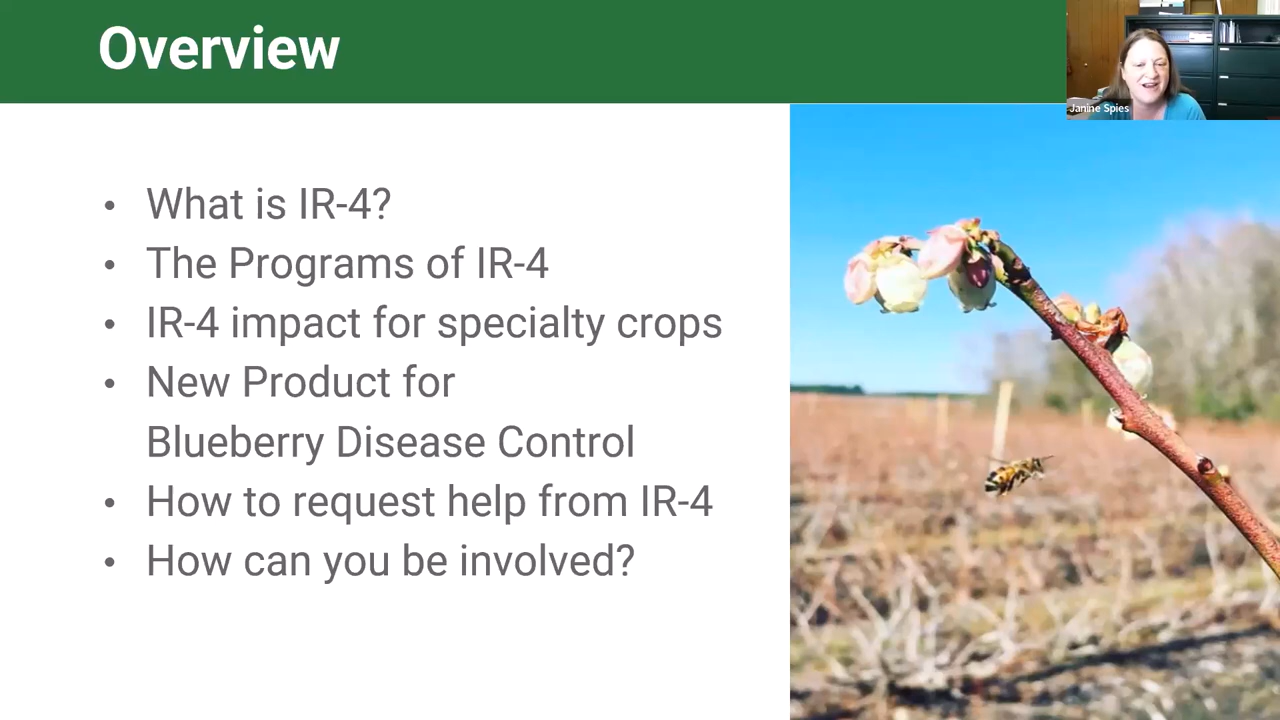 Overview
Janine Spies
• What is IR-4?
• The Programs of IR-4
• IR-4 impact for specialty crops
• New Product for
Blueberry Disease Control
• How to request help from IR-4
• How can you be involved?